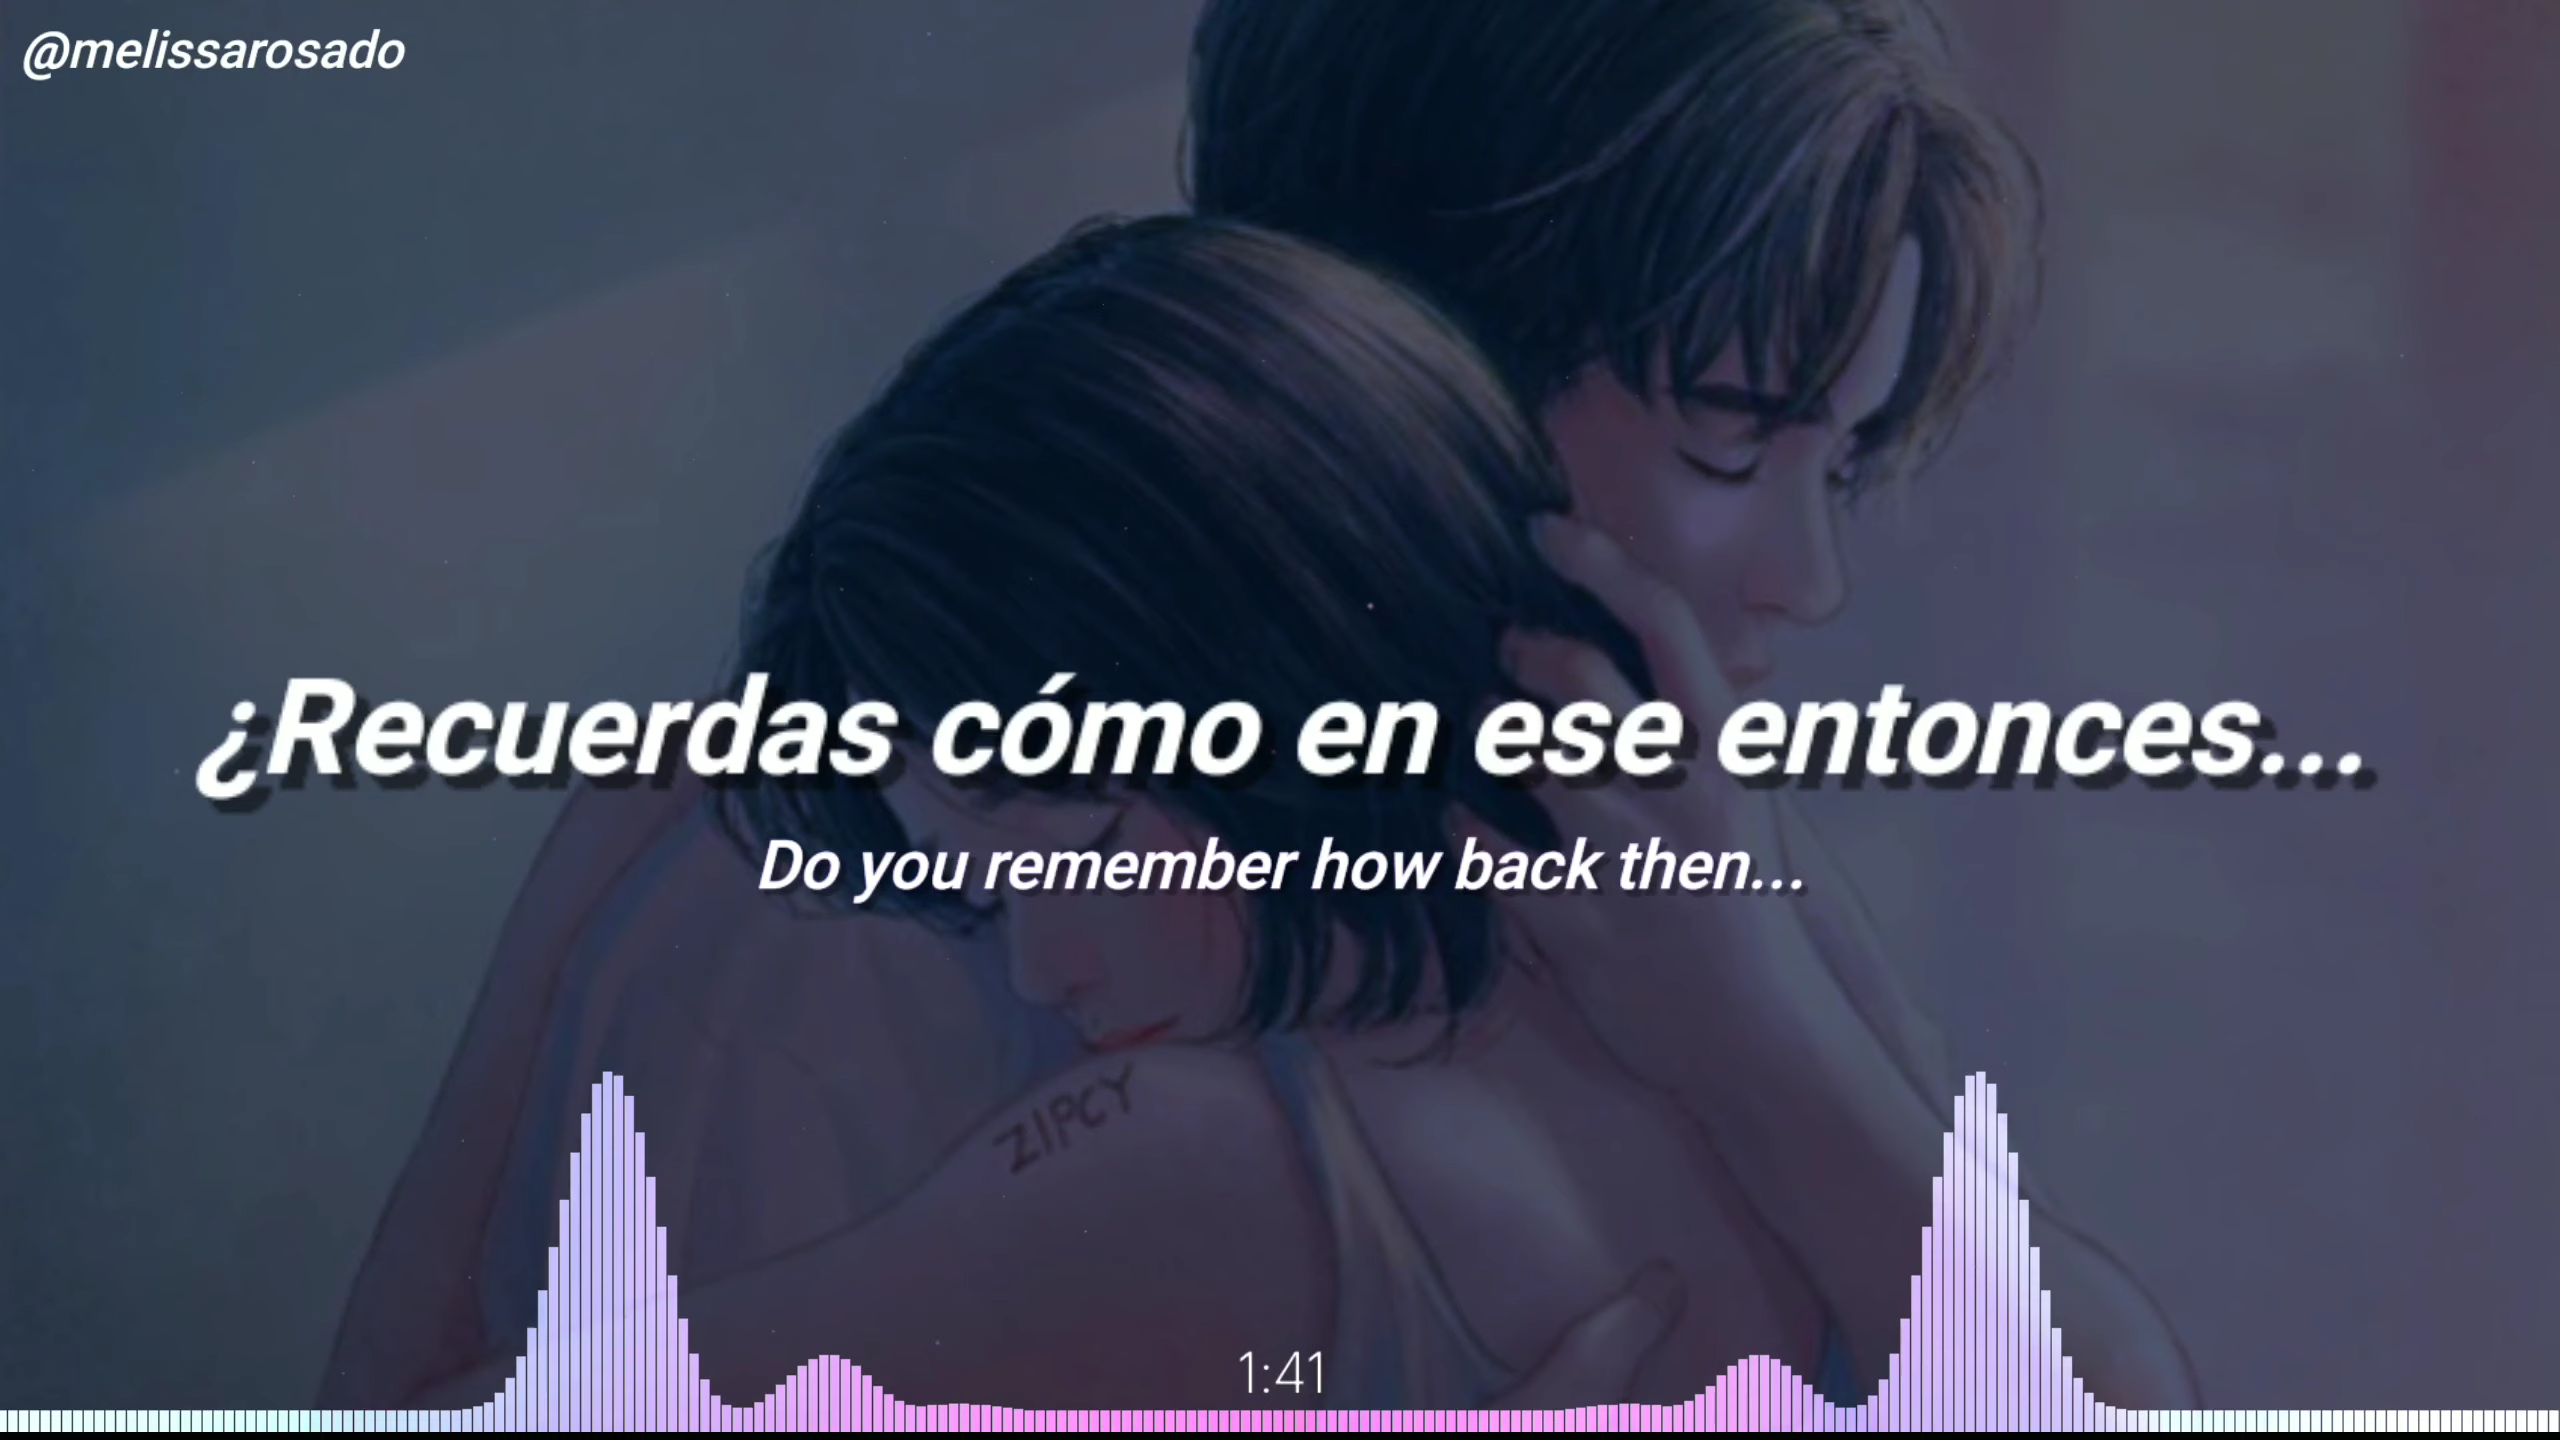 @melissarosado
¿Recuerdas cómo en ese entonces...
Do you remember how back then...
ZIPCY
1:41